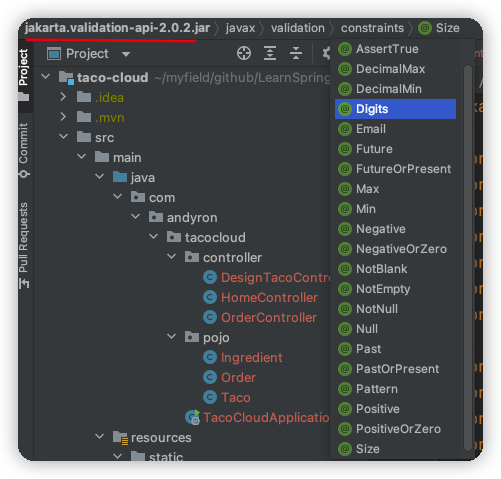 jakarta.validation-api-2.0.2.jar 〉 javax 〉 validation 〉 constraints 〉 @ Size
Project
taco-cloud ~/myfield/github/LearnSpring
.idea
.mvn
src
main
java
com
andyron
tacocloud
controller
DesignTacoContro
HomeController
OrderController
pojo
Ingredient
Order
Taco
TacoCloudApplication
resources
static
Project
Commit
Pull Requests
@ AssertTrue
@ DecimalMax
@ DecimalMin
@ Digits
@ Email
@ Future
@ FutureOrPresent
@ Max
@ Min
@ Negative
@ NegativeOrZero
@ NotBlank
@ NotEmpty
@ NotNull
@ Null
@ Past
@ PastOrPresent
@ Pattern
@ Positive
@ PositiveOrZero
@ Size